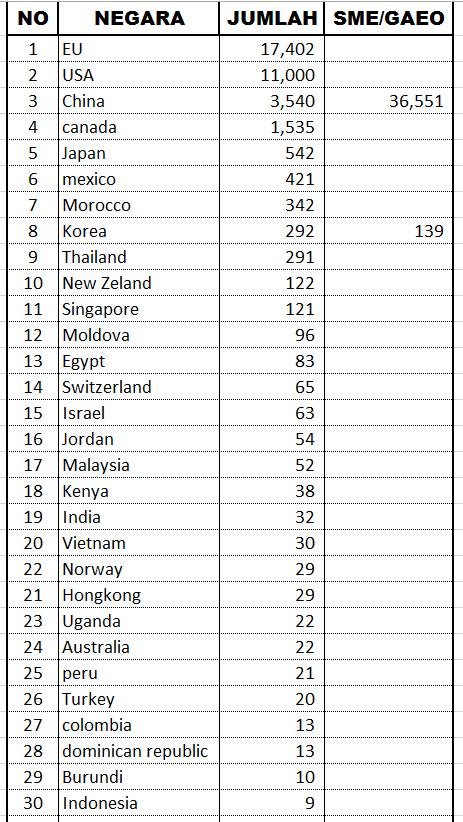 NO NEGARA JUMLAH SME/GAEO
1 EU 17,402
2 USA 11,000
3 China 3,540 36,551
4 canada 1,535
5 Japan 542
6 mexico 421
7 Morocco 342
8 Korea 292 139
9 Thailand 291
10 New Zeland 122
11 Singapore 121
12 Moldova 96
13 Egypt 83
14 Switzerland 65
15 Israel 63
16 Jordan 54
17 Malaysia 52
18 Kenya 38
19 India 32
20 Vietnam 30
22 Norway 29
21 Hongkong 29
23 Uganda 22
24 Australia 22
25 peru 21
26 Turkey 20
27 colombia 13
28 dominican republic 13
29 Burundi 10
30 Indonesia 9